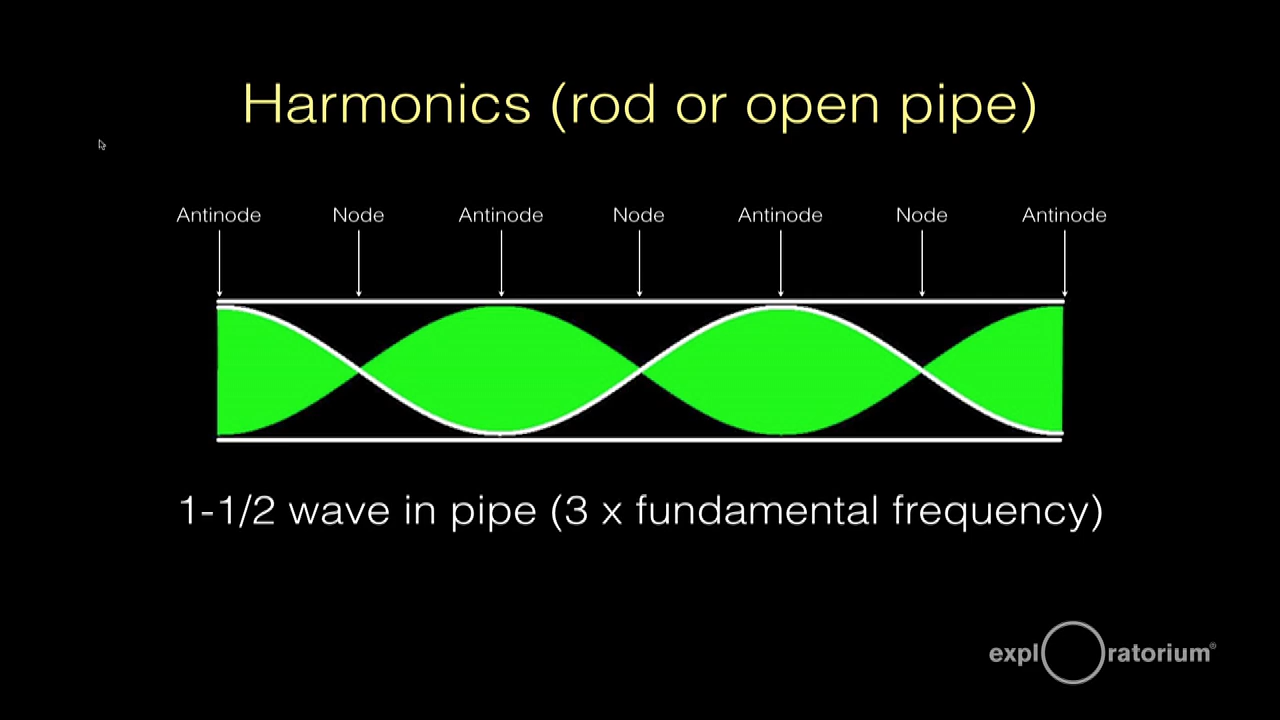 Harmonics (rod or open pipe)
Antinode Node Antinode Node Antinode Node Antinode
1-1/2 wave in pipe (3 x fundamental frequency)
expl ratorium®